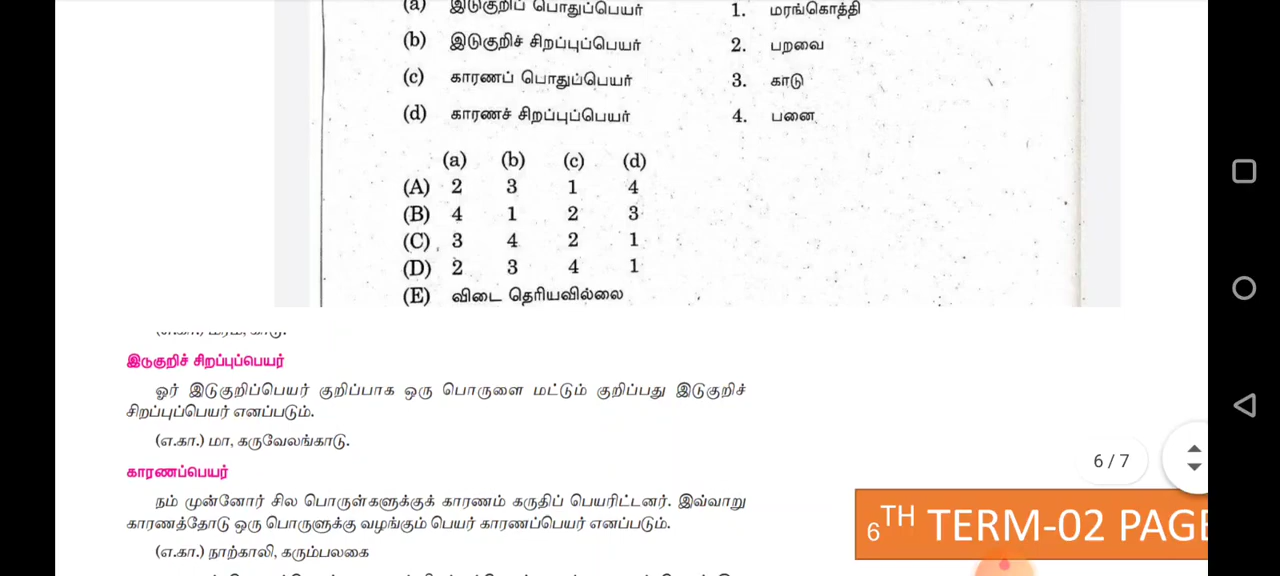 (a) இடுகுறிப் பொதுப்பெயர் 1. மரங்கொத்தி
(b) இடுகுறிச் சிறப்புப்பெயர் 2. பறவை
(c) காரணப் பொதுப்பெயர் 3. காடு
(d) காரணச் சிறப்புப்பெயர் 4. பனை
(a) (b) (c) (d)
(A) 2 3 1 4
(B) 4 1 2 3
(C) 3 4 2 1
(D) 2 3 4 1
(E) விடை தெரியவில்லை
(எ.கா.) மரம், காடு.
இடுகுறிச் சிறப்புப்பெயர்
ஓர் இடுகுறிப்பெயர் குறிப்பாக ஒரு பொருளை மட்டும் குறிப்பது இடுகுறிச்
சிறப்புப்பெயர் எனப்படும்.
(எ.கா.) மா, கருவேலங்காடு.
காரணப்பெயர்
நம் முன்னோர் சில பொருள்களுக்குக் காரணம் கருதிப் பெயரிட்டனர். இவ்வாறு
காரணத்தோடு ஒரு பொருளுக்கு வழங்கும் பெயர் காரணப்பெயர் எனப்படும்.
(எ.கா.) நாற்காலி, கரும்பலகை
6 / 7
6TH TERM-02 PAGE